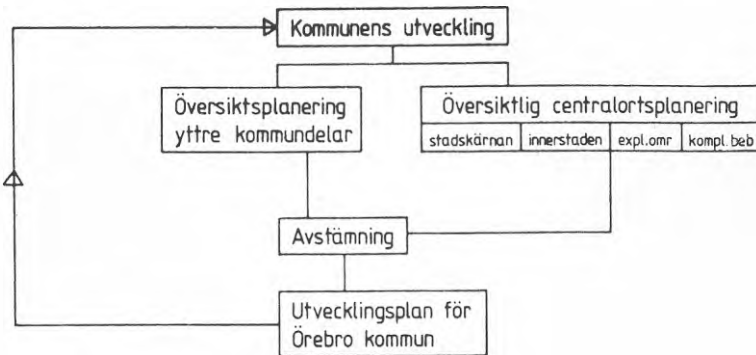 Kommunens utveckling
Översiktsplanering
yttre kommundelar
Översiktlig centralortsplanering
stadskärnan innerstaden expl.omr kompl.beb
Avstämning
Utvecklingsplan för
Örebro kommun